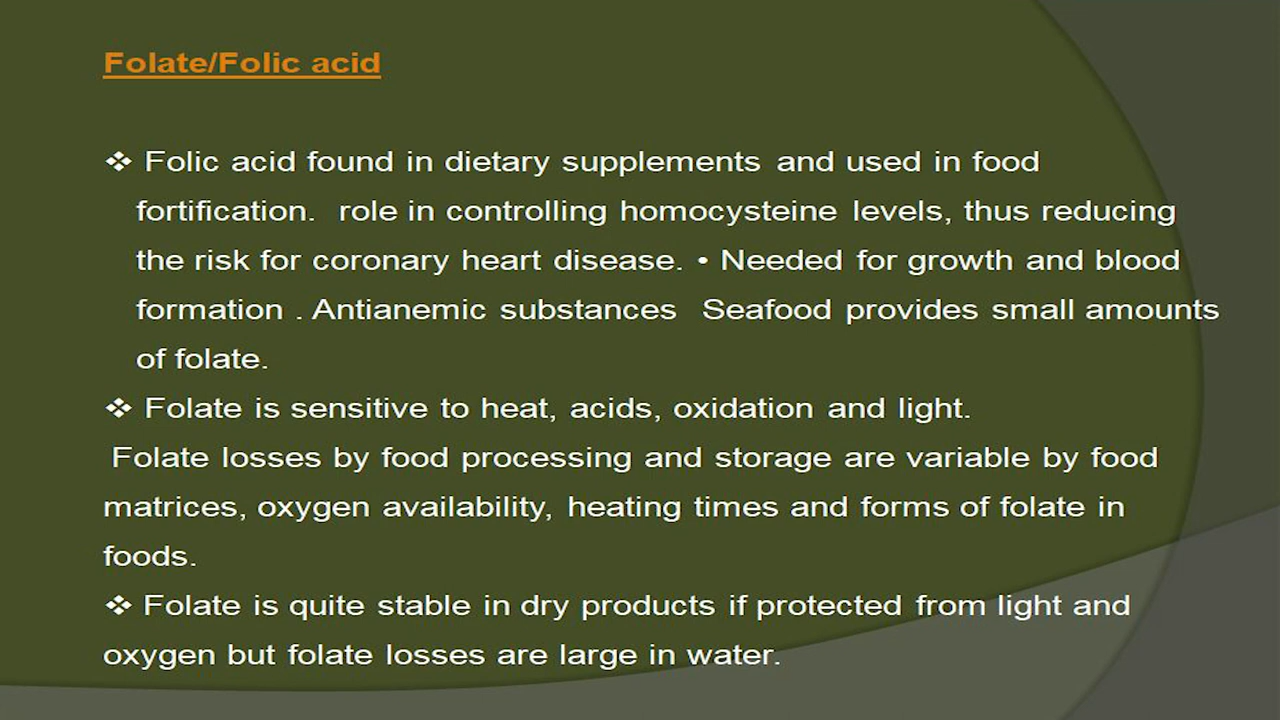 Folate/Folic acid
❖ Folic acid found in dietary supplements and used in food
fortification. role in controlling homocysteine levels, thus reducing
the risk for coronary heart disease. • Needed for growth and blood
formation . Antianemic substances Seafood provides small amounts
of folate.
❖ Folate is sensitive to heat, acids, oxidation and light.
Folate losses by food processing and storage are variable by food
matrices, oxygen availability, heating times and forms of folate in
foods.
❖ Folate is quite stable in dry products if protected from light and
oxygen but folate losses are large in water.